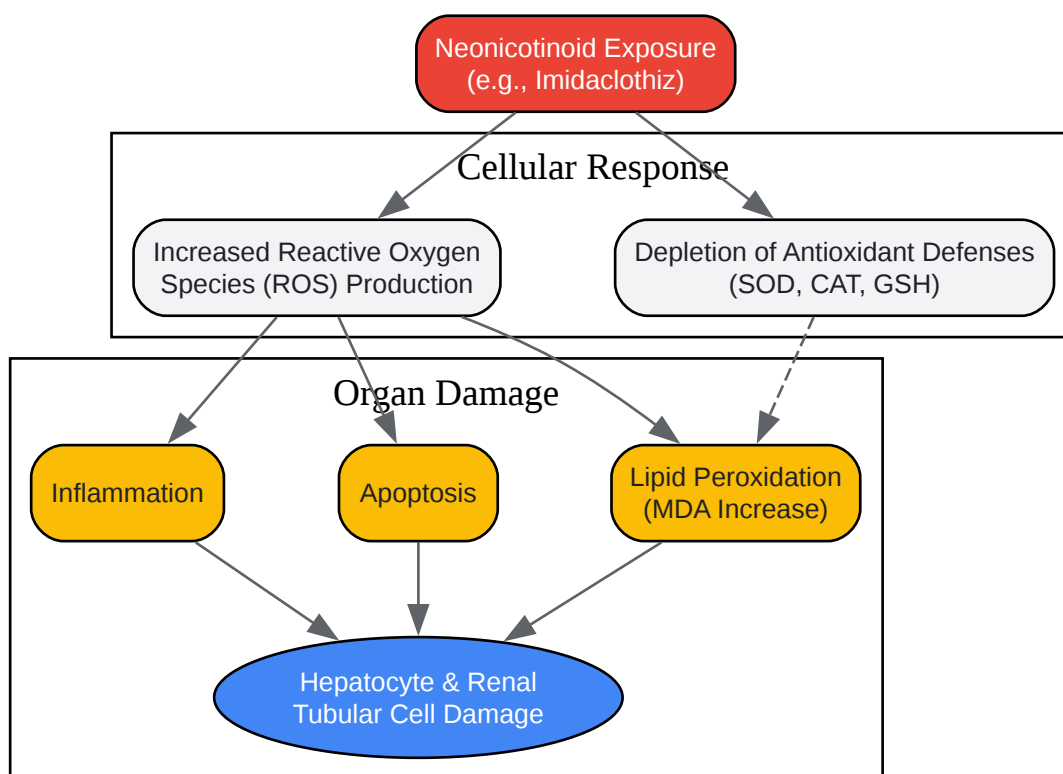 Neonicotinoid Exposure
(e.g., Imidaclothiz)
Cellular Response
Increased Reactive Oxygen
Species (ROS) Production
Depletion of Antioxidant Defenses
(SOD, CAT, GSH)
Organ Damage
Inflammation
Apoptosis
Lipid Peroxidation
(MDA Increase)
Hepatocyte & Renal
Tubular Cell Damage